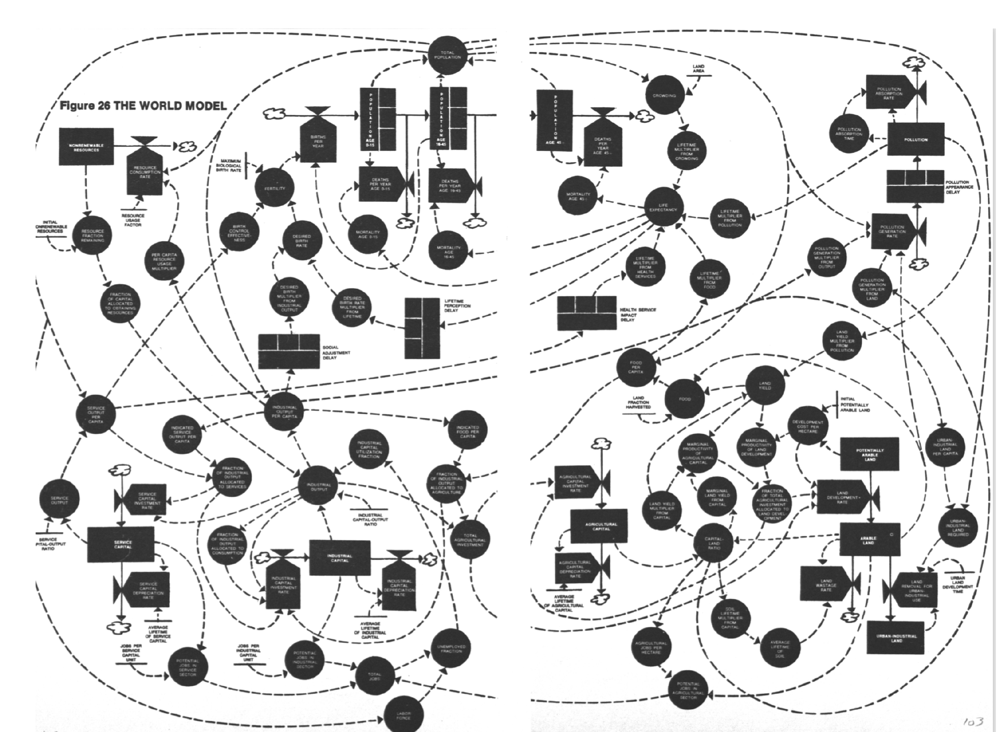 TOTAL
POPULATION
Figure 26 THE WORLD MODEL
NONRENEWABLE
RESOURCES
RESOURCE
CONSUMPTION
RATE
RESOURCE
USAGE
FACTOR
INITIAL
ONRENEWABLE
RESOURCES
RESOURCE
FRACTION
REMAINING
PER CAPITA
RESOURCE
USAGE
MULTIPLIER
FRACTION
OF CAPITAL
ALLOCATED
TO OBTAINING
RESOURCES
MAXIMUM
BIOLOGICAL
BIRTH RATE
FERTILITY
BIRTHS
PER
YEAR
POPULATION
AGE
0-15
POPULATION
AGE
16-45
DEATHS
PER YEAR
AGE 0-15
DEATHS
PER YEAR
AGE 16-45
BIRTH
CONTROL
EFFECTIVE-
NESS
DESIRED
BIRTH
RATE
MORTALITY
AGE 0-15
MORTALITY
AGE
16-45
DESIRED
BIRTH
MULTIPLIER
FROM
INDUSTRIAL
OUTPUT
DESIRED
BIRTH RATE
MULTIPLIER
FROM
LIFETIME
LIFETIME
PERCEPTION
DELAY
SOCIAL
ADJUSTMENT
DELAY
SERVICE
OUTPUT
PER
CAPITA
INDUSTRIAL
OUTPUT
PER CAPITA
INDICATED
SERVICE
OUTPUT PER
CAPITA
INDUSTRIAL
CAPITAL
UTILIZATION
FRACTION
INDICATED
FOOD PER
CAPITA
FRACTION
OF INDUSTRIAL
OUTPUT
ALLOCATED
TO SERVICES
INDUSTRIAL
OUTPUT
FRACTION
OF INDUSTRIAL
OUTPUT
ALLOCATED TO
AGRICULTURE
SERVICE
OUTPUT
SERVICE
CAPITAL
INVESTMENT
RATE
INDUSTRIAL
CAPITAL-OUTPUT
RATIO
SERVICE
PITAL-OUTPUT
RATIO
SERVICE
CAPITAL
FRACTION
OF INDUSTRIAL
OUTPUT
ALLOCATED TO
CONSUMPTION
INDUSTRIAL
CAPITAL
TOTAL
AGRICULTURAL
INVESTMENT
SERVICE
CAPITAL
DEPRECIATION
RATE
INDUSTRIAL
CAPITAL
INVESTMENT
RATE
INDUSTRIAL
CAPITAL
DEPRECIATION
RATE
AVERAGE
LIFETIME
OF SERVICE
CAPITAL
AVERAGE
LIFETIME
OF INDUSTRIAL
CAPITAL
JOBS PER
SERVICE
CAPITAL
UNIT
JOBS PER
INDUSTRIAL
CAPITAL
UNIT
POTENTIAL
JOBS IN
SERVICE
SECTOR
POTENTIAL
JOBS IN
INDUSTRIAL
SECTOR
UNEMPLOYED
FRACTION
TOTAL
JOBS
LABOR
FORCE
LAND
AREA
CROWDING
POPULATION
AGE 45+
DEATHS
PER
YEAR
AGE 45+
LIFETIME
MULTIPLIER
FROM
CROWDING
MORTALITY
AGE 45+
LIFE
EXPECTANCY
LIFETIME
MULTIPLIER
FROM
POLLUTION
LIFETIME
MULTIPLIER
FROM
HEALTH
SERVICES
LIFETIME
MULTIPLIER
FROM
FOOD
HEALTH SERVICE
IMPACT
DELAY
POLLUTION
ABSORPTION
RATE
POLLUTION
ABSORPTION
TIME
POLLUTION
POLLUTION
APPEARANCE
DELAY
POLLUTION
GENERATION
RATE
POLLUTION
GENERATION
MULTIPLIER
FROM
OUTPUT
POLLUTION
GENERATION
MULTIPLIER
FROM
LAND
LAND
YIELD
MULTIPLIER
FROM
POLLUTION
FOOD
PER
CAPITA
LAND
YIELD
FOOD
LAND
FRACTION
HARVESTED
INITIAL
POTENTIALLY
ARABLE LAND
DEVELOPMENT
COST PER
HECTARE
MARGINAL
PRODUCTIVITY
OF
AGRICULTURAL
CAPITAL
MARGINAL
PRODUCTIVITY
OF LAND
DEVELOPMENT
POTENTIALLY
ARABLE
LAND
URBAN-
INDUSTRIAL
LAND
PER CAPITA
AGRICULTURAL
CAPITAL
INVESTMENT
RATE
MARGINAL
LAND YIELD
FROM
CAPITAL
FRACTION
OF TOTAL
AGRICULTURAL
INVESTMENT
ALLOCATED TO
LAND DEVEL-
OPMENT
LAND
DEVELOPMENT
RATE
LAND YIELD
MULTIPLIER
FROM
CAPITAL
AGRICULTURAL
CAPITAL
CAPITAL-
LAND
RATIO
ARABLE
LAND
URBAN-
INDUSTRIAL
LAND
REQUIRED
AGRICULTURAL
CAPITAL
DEPRECIATION
RATE
LAND
WASTAGE
RATE
LAND
REMOVAL FOR
URBAN-
INDUSTRIAL
USE
URBAN
LAND
DEVELOPMENT
TIME
AVERAGE
LIFETIME
OF AGRICULTURAL
CAPITAL
SOIL
LIFETIME
MULTIPLIER
FROM
CAPITAL
AGRICULTURAL
JOBS PER
HECTARE
AVERAGE
LIFETIME
OF
SOIL
URBAN-INDUSTRIAL
LAND
POTENTIAL
JOBS IN
AGRICULTURAL
SECTOR
103